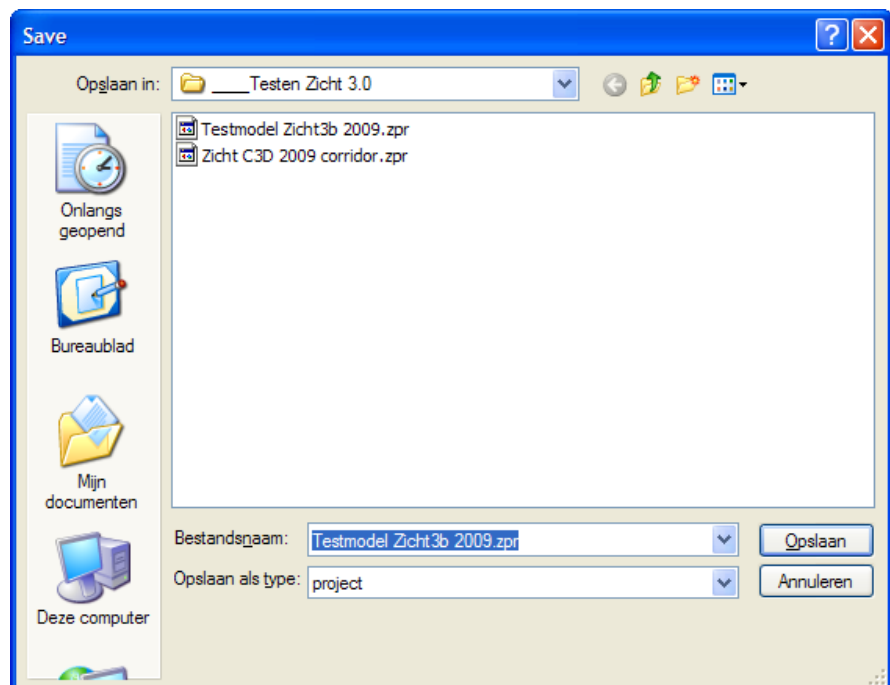 Save
Opslaan in:
____Testen Zicht 3.0
Testmodel Zicht3b 2009.zpr
Zicht C3D 2009 corridor.zpr
Onlangs
geopend
Bureaublad
Mijn
documenten
Deze computer
Bestandsnaam:
Testmodel Zicht3b 2009.zpr
Opslaan
Opslaan als type:
project
Annuleren